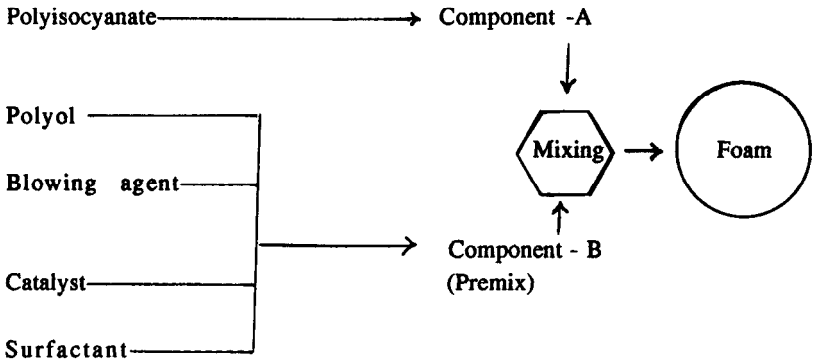 Polyisocyanate
Component -A
Polyol
Blowing agent
Mixing
Foam
Component - B
(Premix)
Catalyst
Surfactant